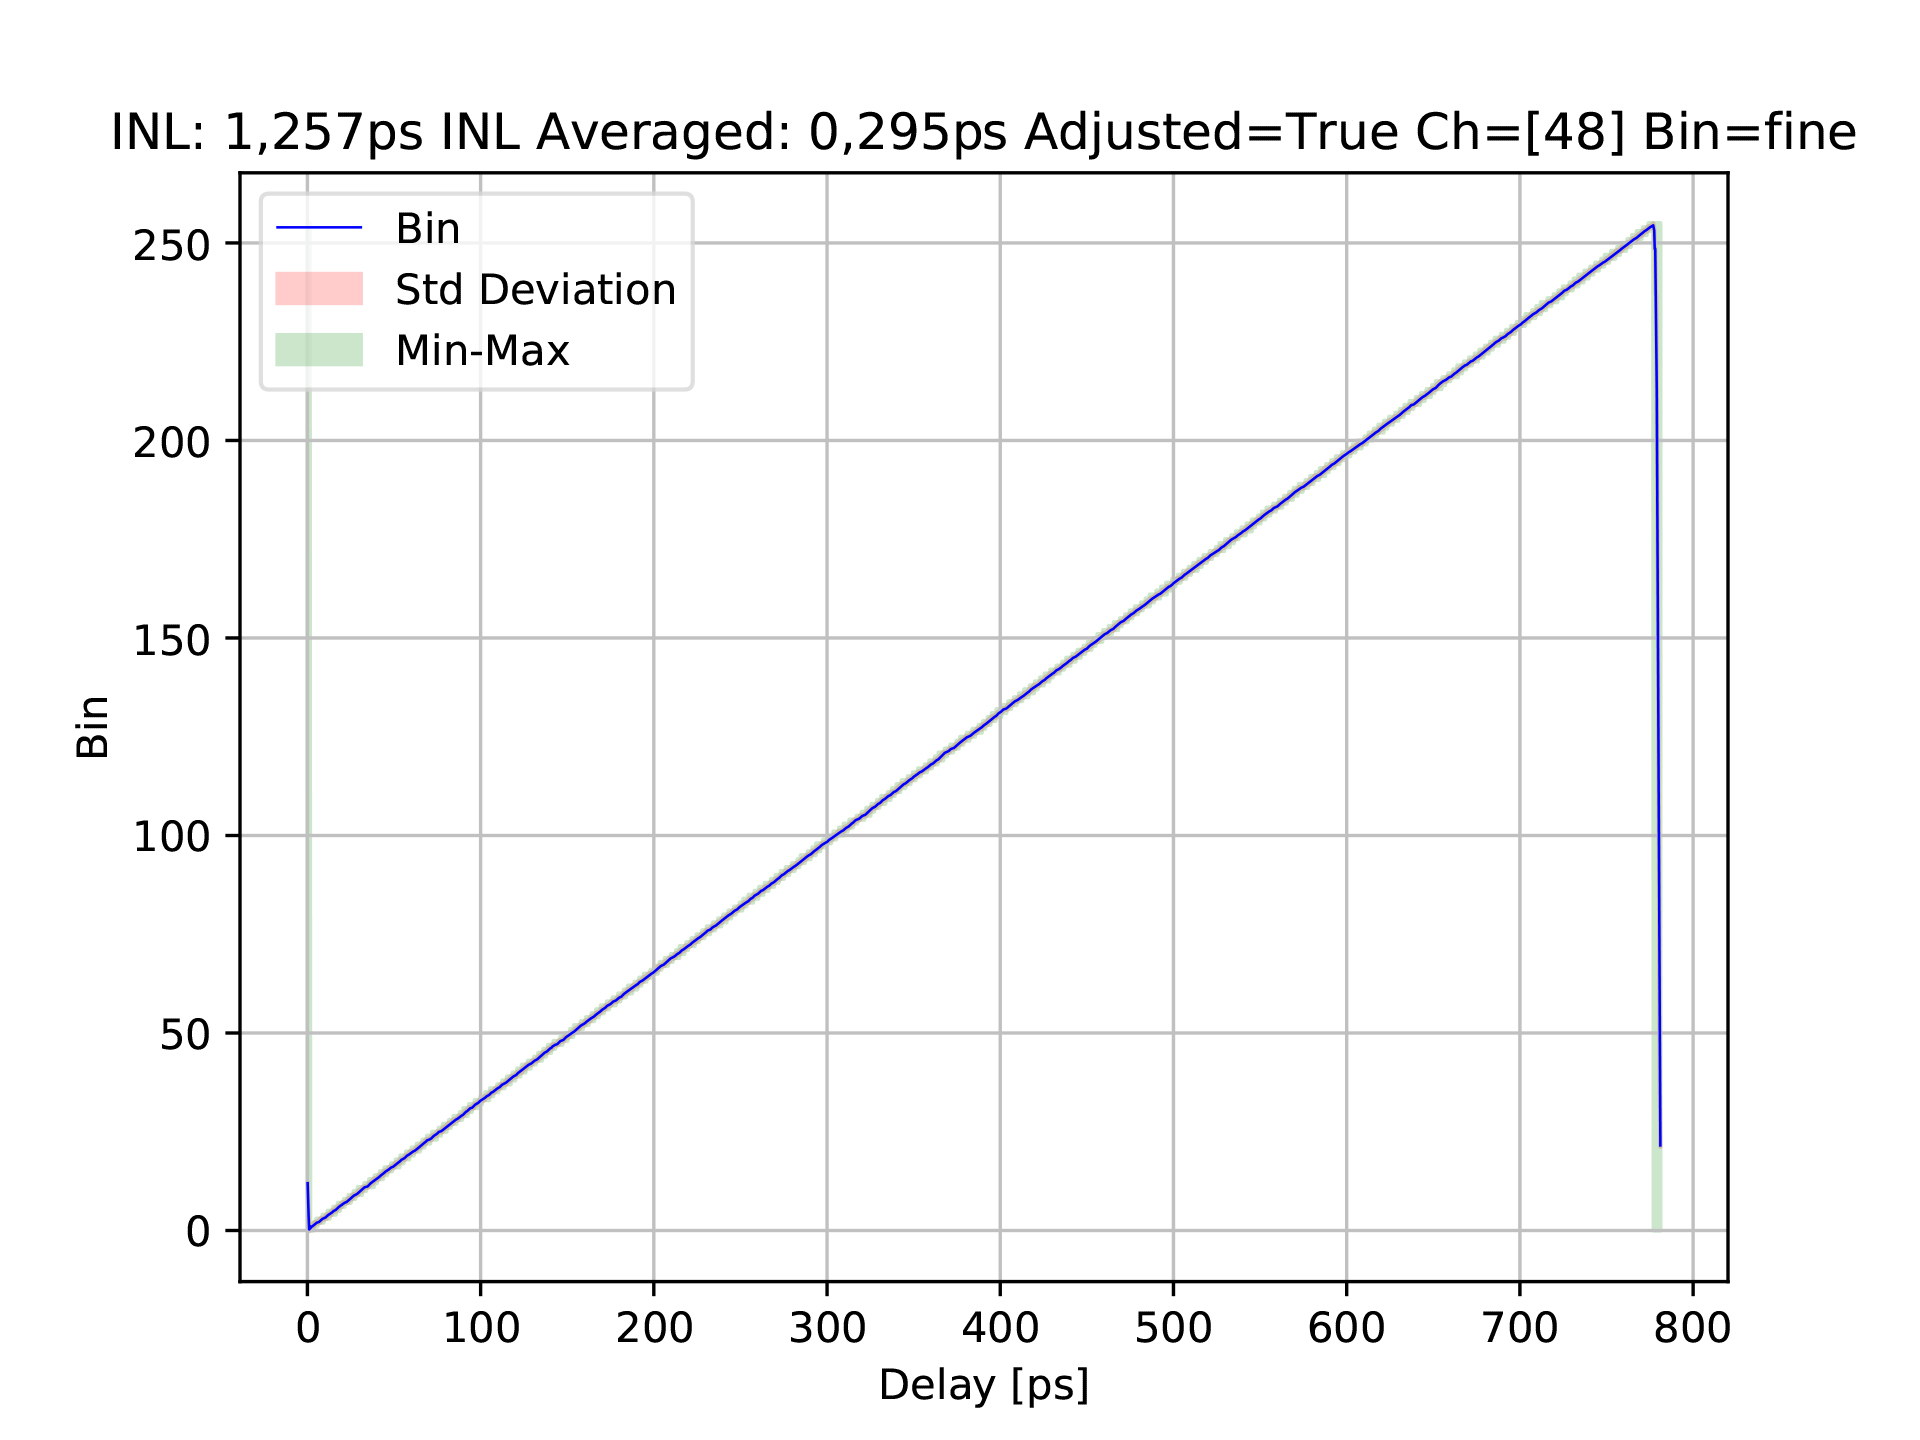 INL: 1,257ps INL Averaged: 0,295ps Adjusted=True Ch=[48] Bin=fine
Bin
Std Deviation
Min-Max
250
200
150
100
50
0
Bin
0 100 200 300 400 500 600 700 800
Delay [ps]